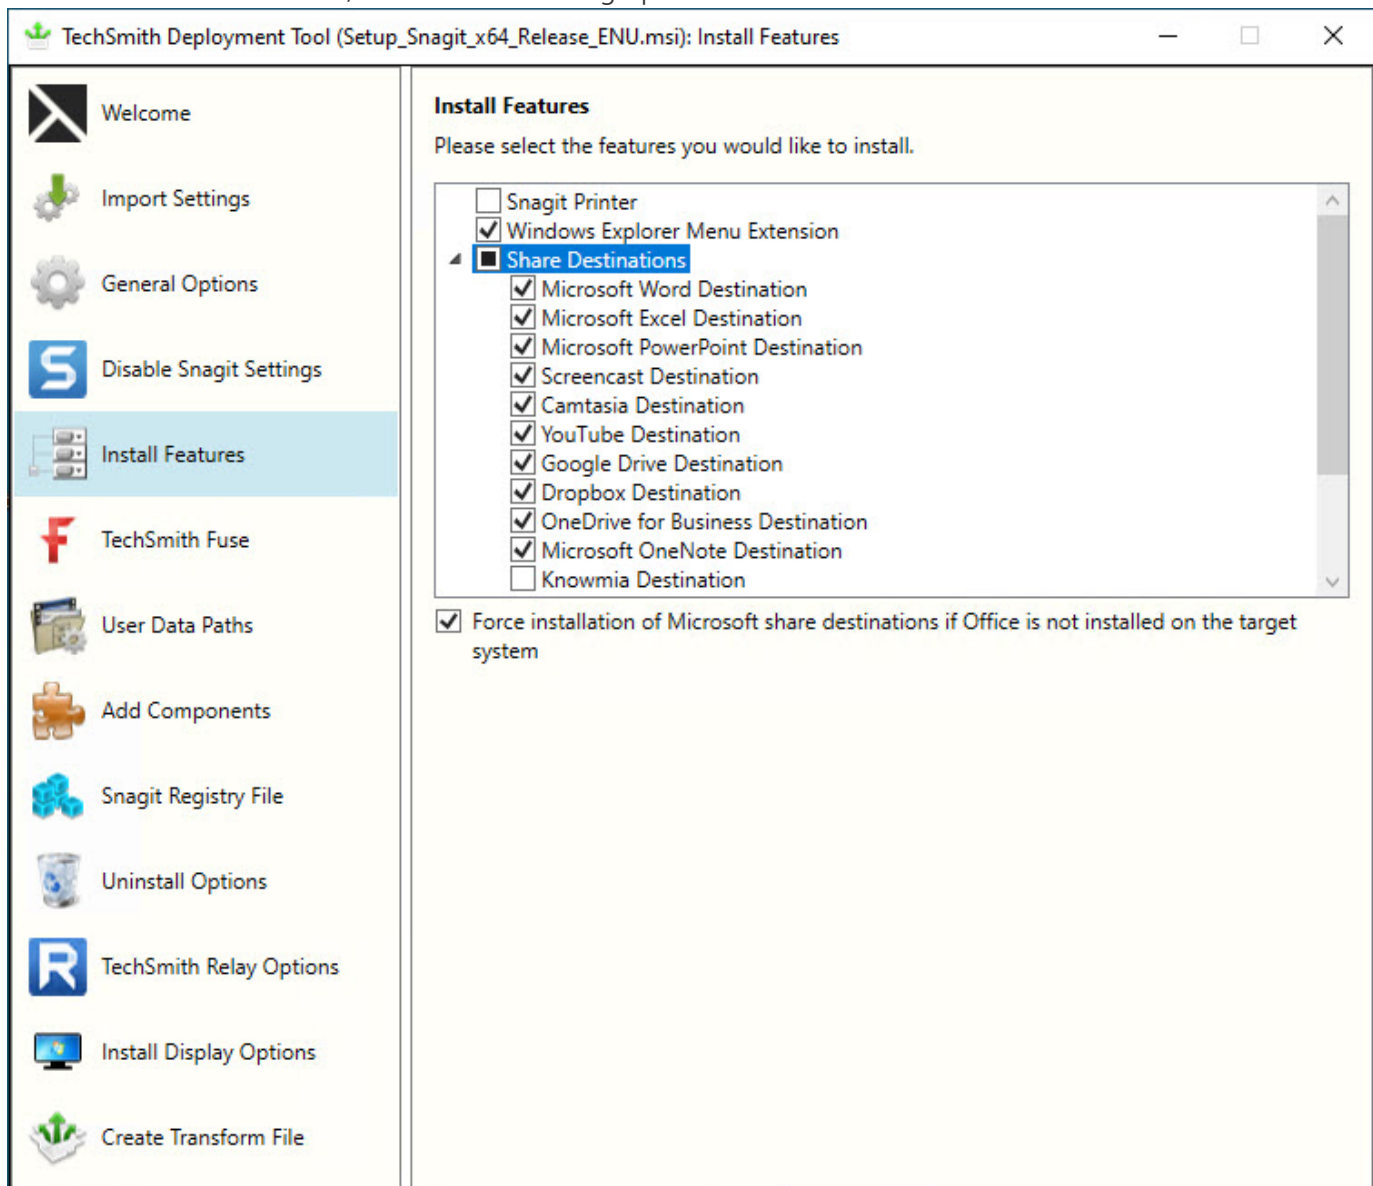 TechSmith Deployment Tool (Setup_Snagit_x64_Release_ENU.msi): Install Features
Welcome
Import Settings
General Options
Disable Snagit Settings
Install Features
TechSmith Fuse
User Data Paths
Add Components
Snagit Registry File
Uninstall Options
TechSmith Relay Options
Install Display Options
Create Transform File
Install Features
Please select the features you would like to install.
Snagit Printer
Windows Explorer Menu Extension
Share Destinations
Microsoft Word Destination
Microsoft Excel Destination
Microsoft PowerPoint Destination
Screencast Destination
Camtasia Destination
YouTube Destination
Google Drive Destination
Dropbox Destination
OneDrive for Business Destination
Microsoft OneNote Destination
Knowmia Destination
Force installation of Microsoft share destinations if Office is not installed on the target
system